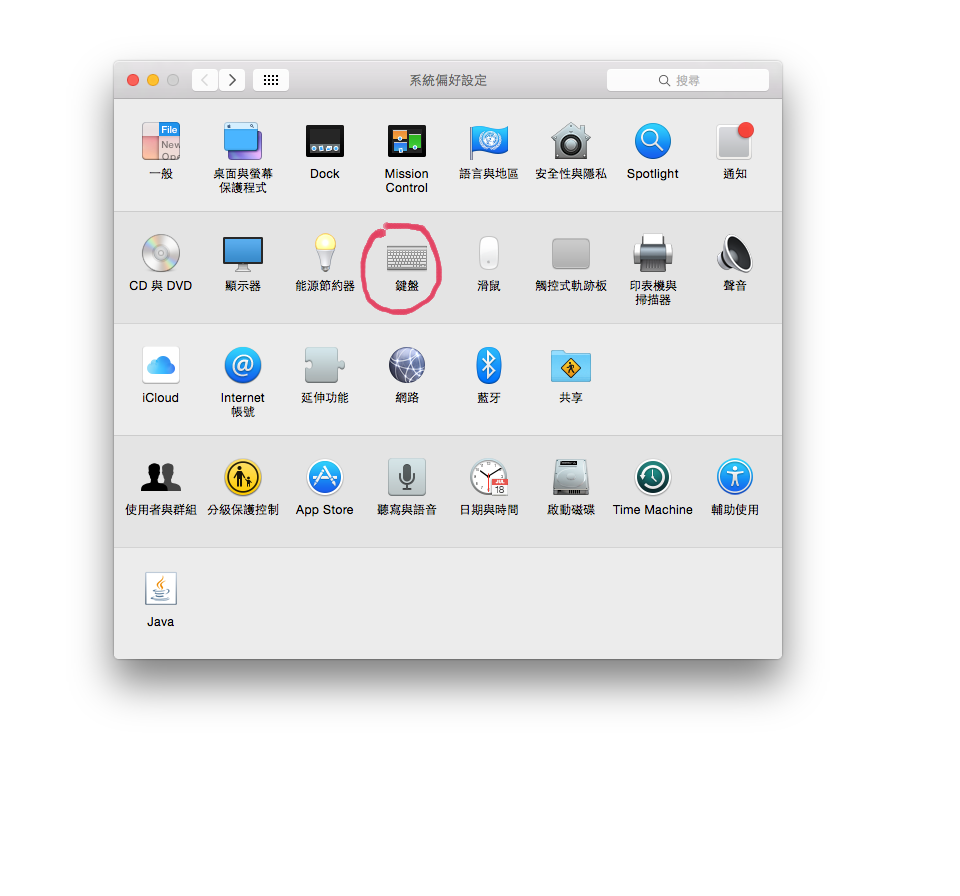 系統偏好設定
搜尋
File
New
Ope
一般
桌面與螢幕
保護程式
Dock
Mission
Control
語言與地區
安全性與隱私
Spotlight
通知
CD 與 DVD
顯示器
能源節約器
鍵盤
滑鼠
觸控式軌跡板
印表機與
掃描器
聲音
iCloud
@
Internet
帳號
延伸功能
網路
藍牙
共享
使用者與群組
分級保護控制
App Store
聽寫與語音
JUL
18
日期與時間
啟動磁碟
Time Machine
輔助使用
Java